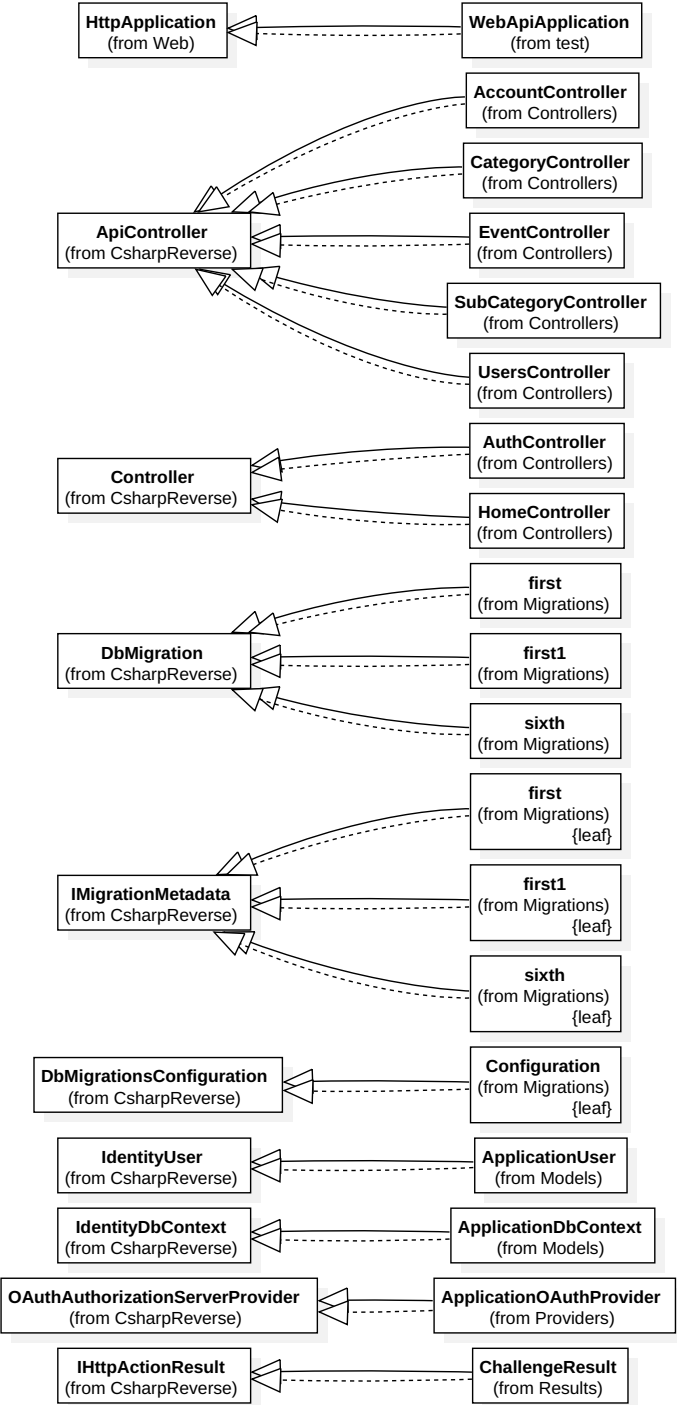 HttpApplication
(from Web)
WebApiApplication
(from test)
AccountController
(from Controllers)
CategoryController
(from Controllers)
ApiController
(from CsharpReverse)
EventController
(from Controllers)
SubCategoryController
(from Controllers)
UsersController
(from Controllers)
Controller
(from CsharpReverse)
AuthController
(from Controllers)
HomeController
(from Controllers)
first
(from Migrations)
DbMigration
(from CsharpReverse)
first1
(from Migrations)
sixth
(from Migrations)
first
(from Migrations)
{leaf}
IMigrationMetadata
(from CsharpReverse)
first1
(from Migrations)
{leaf}
sixth
(from Migrations)
{leaf}
DbMigrationsConfiguration
(from CsharpReverse)
Configuration
(from Migrations)
{leaf}
IdentityUser
(from CsharpReverse)
ApplicationUser
(from Models)
IdentityDbContext
(from CsharpReverse)
ApplicationDbContext
(from Models)
OAuthAuthorizationServerProvider
(from CsharpReverse)
ApplicationOAuthProvider
(from Providers)
IHttpActionResult
(from CsharpReverse)
ChallengeResult
(from Results)